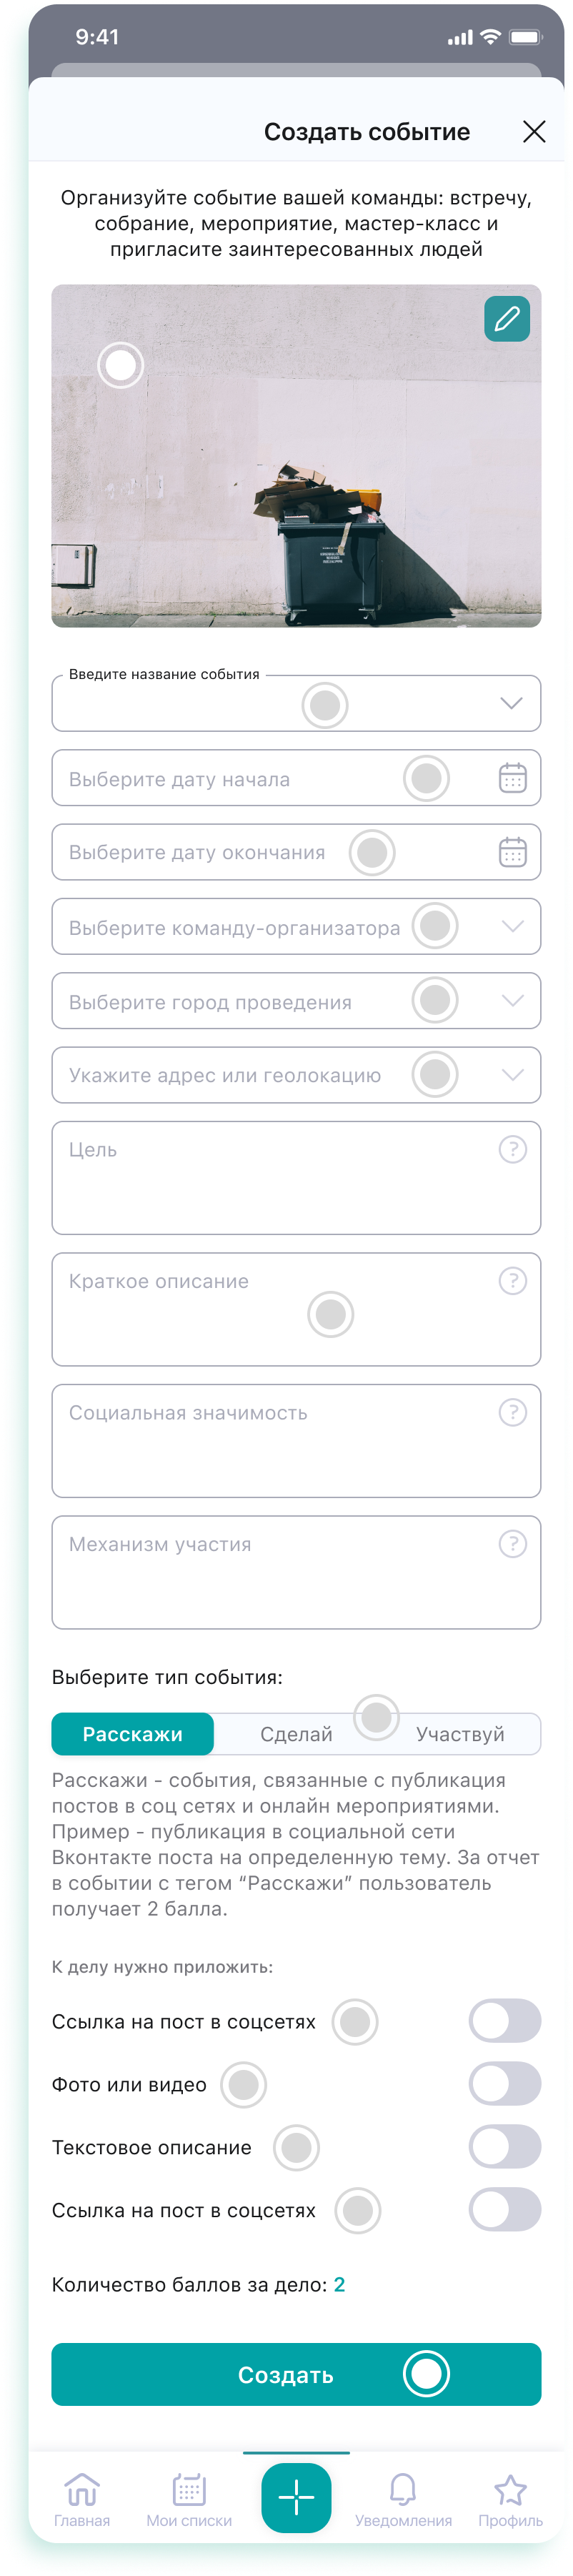 9:41
Создать событие
Организуйте событие вашей команды: встречу,
собрание, мероприятие, мастер-класс и
пригласите заинтересованных людей
Введите название события
Выберите дату начала
Выберите дату окончания
Выберите команду-организатора
Выберите город проведения
Укажите адрес или геолокацию
Цель
?
Краткое описание
?
Социальная значимость
?
Механизм участия
?
Выберите тип события:
Расскажи Сделай Участвуй
Расскажи - события, связанные с публикация
постов в соц сетях и онлайн мероприятиями.
Пример - публикация в социальной сети
Вконтакте поста на определенную тему. За отчет
в событии с тегом “Расскажи” пользователь
получает 2 балла.
К делу нужно приложить:
Ссылка на пост в соцсетях
Фото или видео
Текстовое описание
Ссылка на пост в соцсетях
Количество баллов за дело: 2
Создать
Главная Мои списки Уведомления Профиль